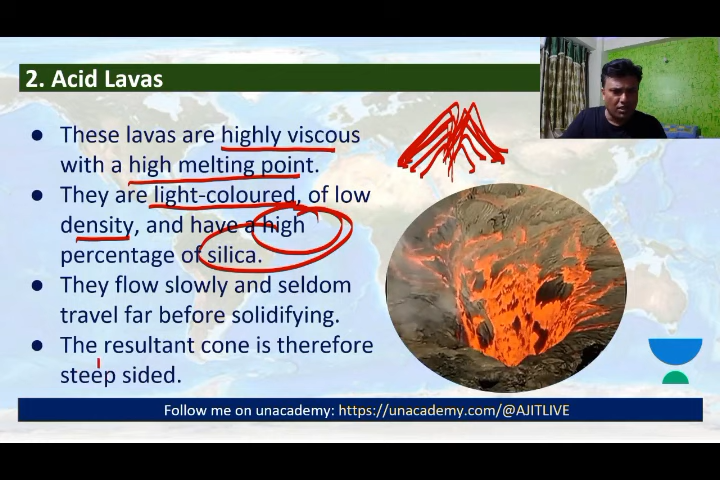 2. Acid Lavas
● These lavas are highly viscous
with a high melting point.
● They are light-coloured, of low
density, and have a high
percentage of silica.
● They flow slowly and seldom
travel far before solidifying.
● The resultant cone is therefore
steep sided.
Follow me on unacademy: https://unacademy.com/@AJITLIVE